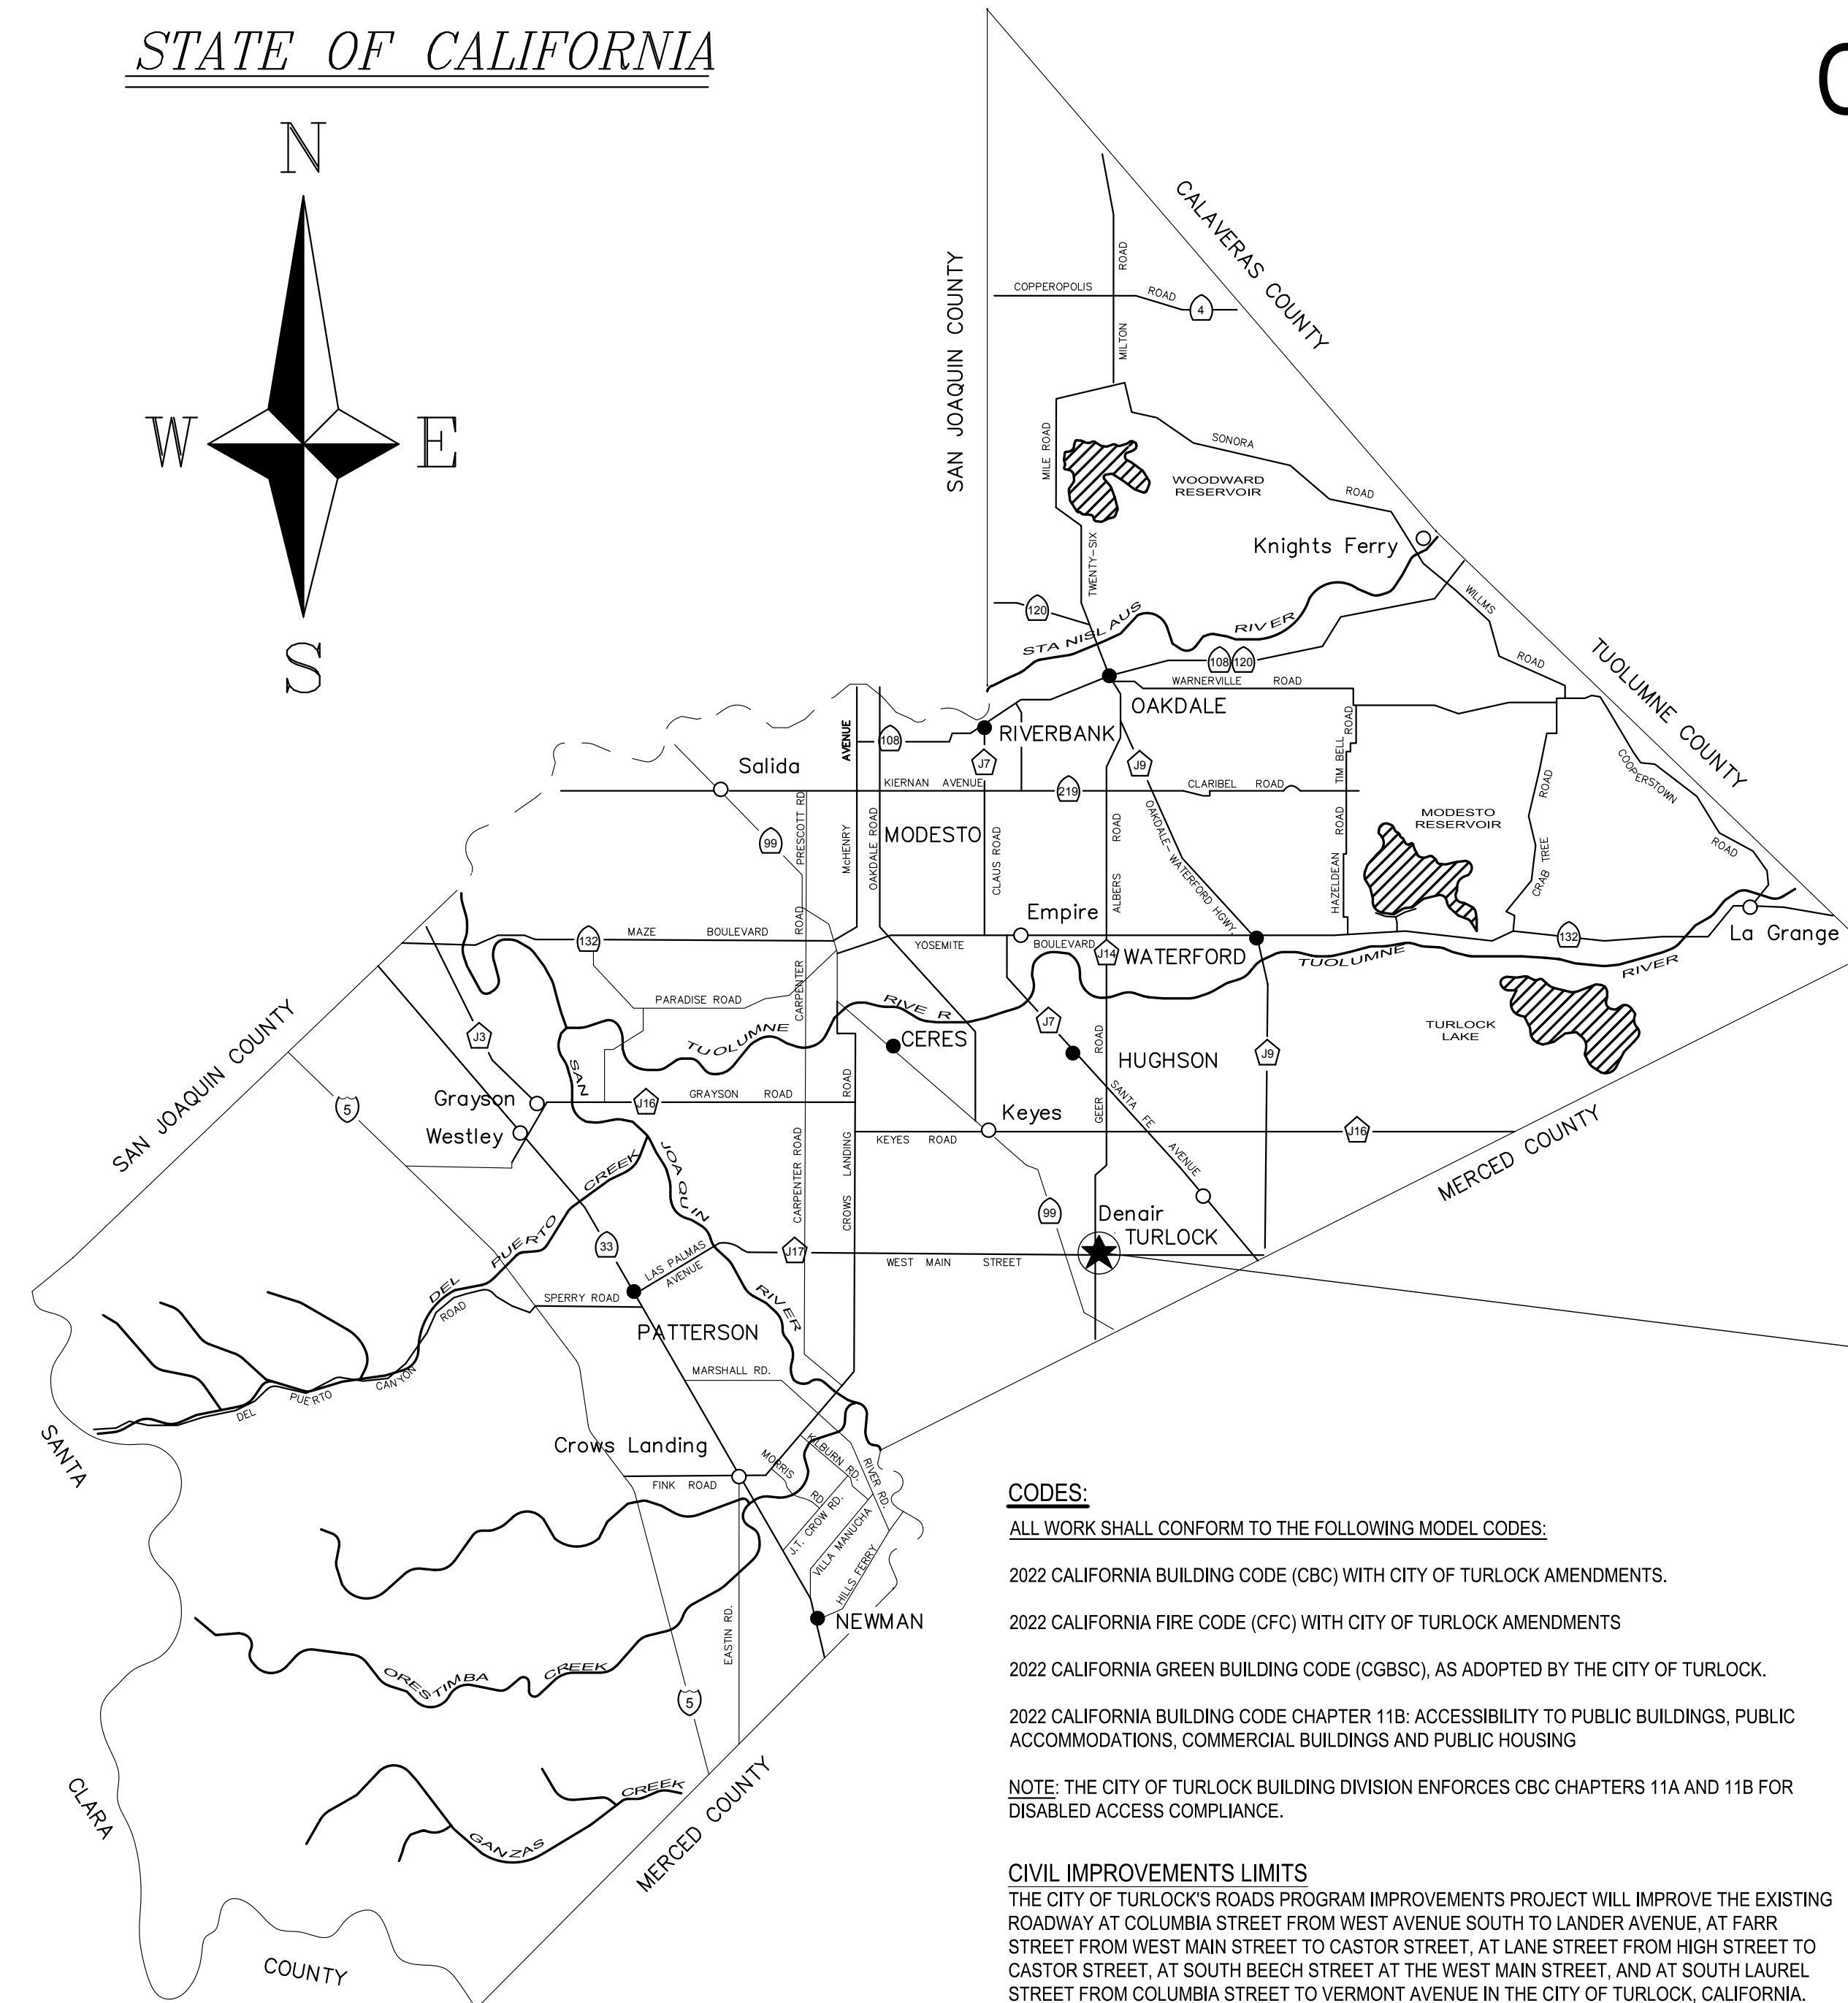 STATE OF CALIFORNIA
N
W
E
S
SAN JOAQUIN COUNTY
CALAVERAS COUNTY
ROAD
MILTON
COPPEROPOLIS
ROAD
4
MILE ROAD
TWENTY-SIX
SONORA
ROAD
WOODWARD
RESERVOIR
Knights Ferry
WILLMS
ROAD
120
STANISLAUS
RIVER
108
120
TUOLUMNE COUNTY
WARNERVILLE ROAD
OAKDALE
RIVERBANK
AVENUE
McHENRY
108
J7
J9
Salida
KIERNAN AVENUE
219
CLARIBEL ROAD
TIM BELL
ROAD
COOPERSTOWN
ROAD
99
PRESCOTT RD
OAKDALE ROAD
MODESTO
CLAUS ROAD
ALBERS
ROAD
OAKDALE-WATERFORD HGWY.
HAZELDEAN
ROAD
MODESTO
RESERVOIR
CRAB TREE
ROAD
Empire
132
MAZE BOULEVARD
CARPENTER
ROAD
YOSEMITE
BOULEVARD
J14
WATERFORD
132
La Grange
TUOLUMNE
RIVER
PARADISE ROAD
TUOLUMNE
RIVER
CERES
J7
HUGHSON
GEER
ROAD
J9
TURLOCK
LAKE
SAN JOAQUIN COUNTY
J3
5
Grayson
Westley
J16
GRAYSON ROAD
SAN
JOAQUIN
RIVER
CARPENTER ROAD
CROWS
LANDING
ROAD
Keyes
KEYES ROAD
SANTA FE
AVENUE
J16
MERCED COUNTY
99
Denair
TURLOCK
33
DEL
PUERTO
CREEK
LAS PALMAS
AVENUE
J17
WEST MAIN STREET
SPERRY ROAD
PATTERSON
MARSHALL RD.
DEL
PUERTO
CANYON
ROAD
SANTA
CLARA
COUNTY
Crows Landing
FINK ROAD
MORRIS
RD.
KILBURN RD.
RIVER RD.
J.T. CROW RD.
VILLA MANUCHA
HILLS FERRY
NEWMAN
EASTIN RD.
ORESTIMBA
CREEK
5
GANZAS
CREEK
MERCED COUNTY
CODES:
ALL WORK SHALL CONFORM TO THE FOLLOWING MODEL CODES:
2022 CALIFORNIA BUILDING CODE (CBC) WITH CITY OF TURLOCK AMENDMENTS.
2022 CALIFORNIA FIRE CODE (CFC) WITH CITY OF TURLOCK AMENDMENTS
2022 CALIFORNIA GREEN BUILDING CODE (CGBSC), AS ADOPTED BY THE CITY OF TURLOCK.
2022 CALIFORNIA BUILDING CODE CHAPTER 11B: ACCESSIBILITY TO PUBLIC BUILDINGS, PUBLIC
ACCOMMODATIONS, COMMERCIAL BUILDINGS AND PUBLIC HOUSING
NOTE: THE CITY OF TURLOCK BUILDING DIVISION ENFORCES CBC CHAPTERS 11A AND 11B FOR
DISABLED ACCESS COMPLIANCE.
CIVIL IMPROVEMENTS LIMITS
THE CITY OF TURLOCK'S ROADS PROGRAM IMPROVEMENTS PROJECT WILL IMPROVE THE EXISTING
ROADWAY AT COLUMBIA STREET FROM WEST AVENUE SOUTH TO LANDER AVENUE, AT FARR
STREET FROM WEST MAIN STREET TO CASTOR STREET, AT LANE STREET FROM HIGH STREET TO
CASTOR STREET, AT SOUTH BEECH STREET AT THE WEST MAIN STREET, AND AT SOUTH LAUREL
STREET FROM COLUMBIA STREET TO VERMONT AVENUE IN THE CITY OF TURLOCK, CALIFORNIA.